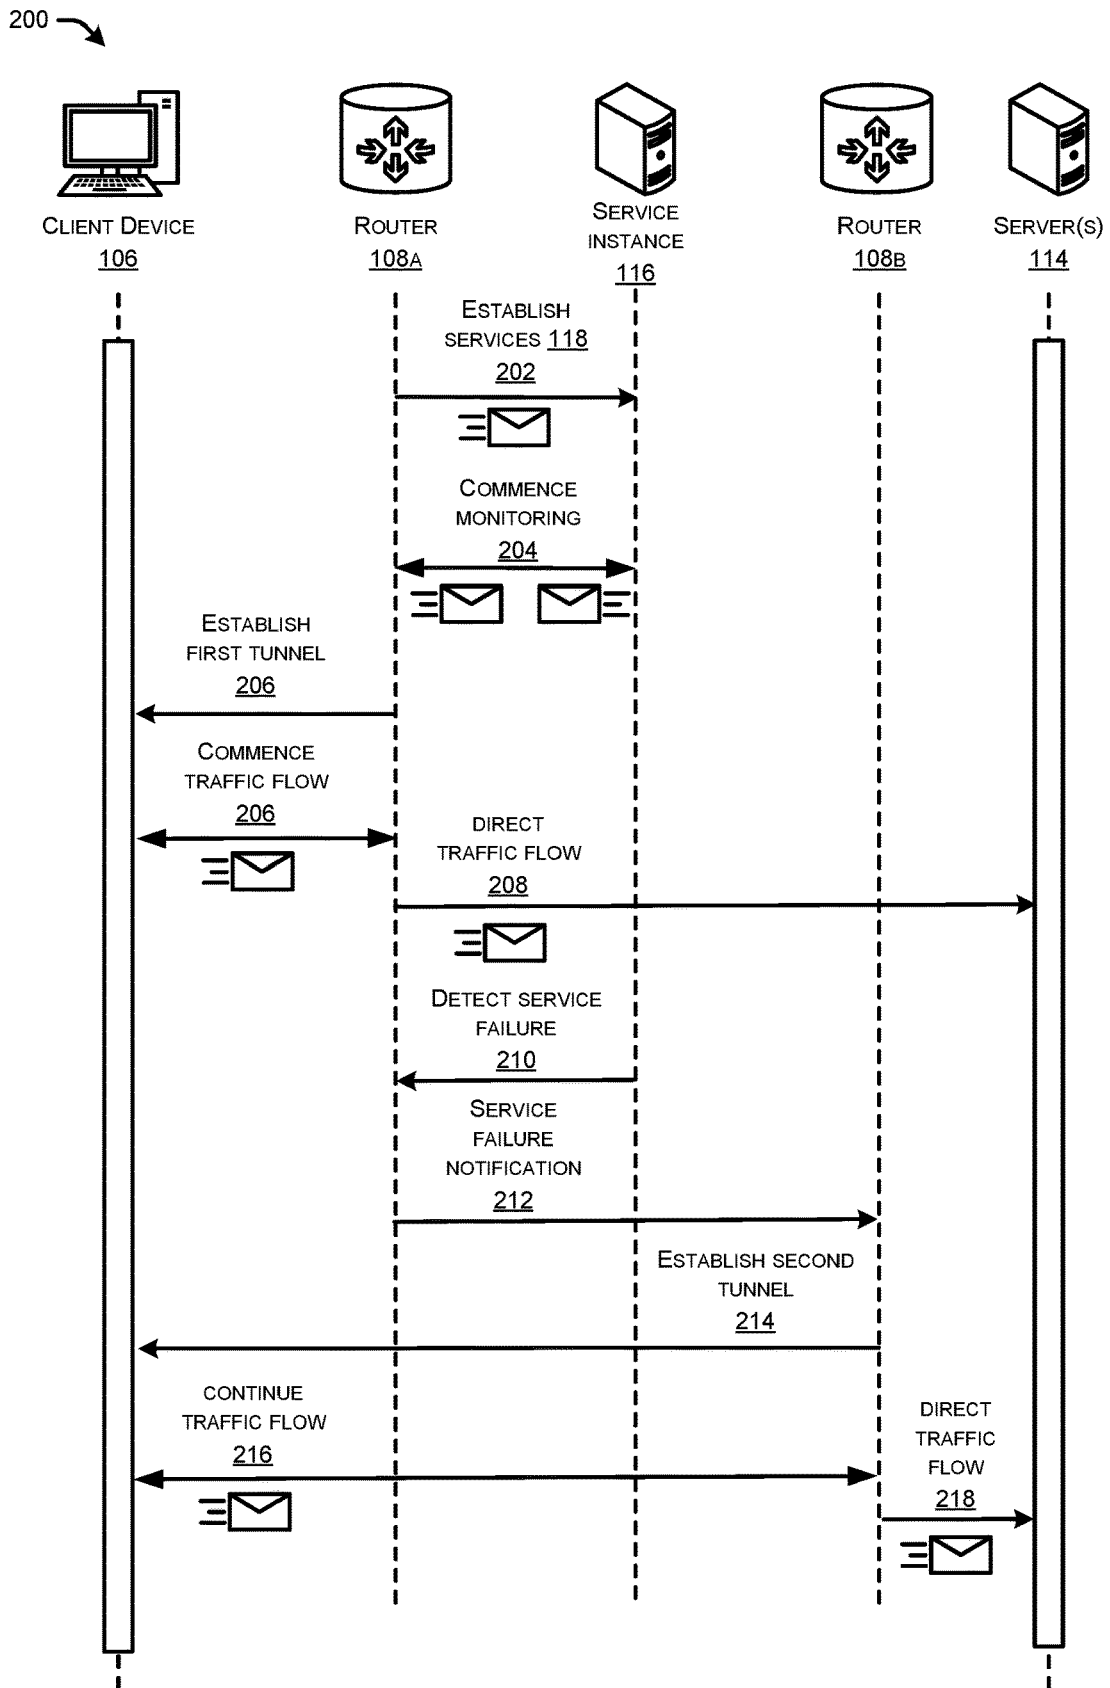 200
CLIENT DEVICE
106
ROUTER
108A
SERVICE
INSTANCE
116
ROUTER
108B
SERVER(S)
114
ESTABLISH
SERVICES 118
202
COMMENCE
MONITORING
204
ESTABLISH
FIRST TUNNEL
206
COMMENCE
TRAFFIC FLOW
206
DIRECT
TRAFFIC FLOW
208
DETECT SERVICE
FAILURE
210
SERVICE
FAILURE
NOTIFICATION
212
ESTABLISH SECOND
TUNNEL
214
CONTINUE
TRAFFIC FLOW
216
DIRECT
TRAFFIC
FLOW
218